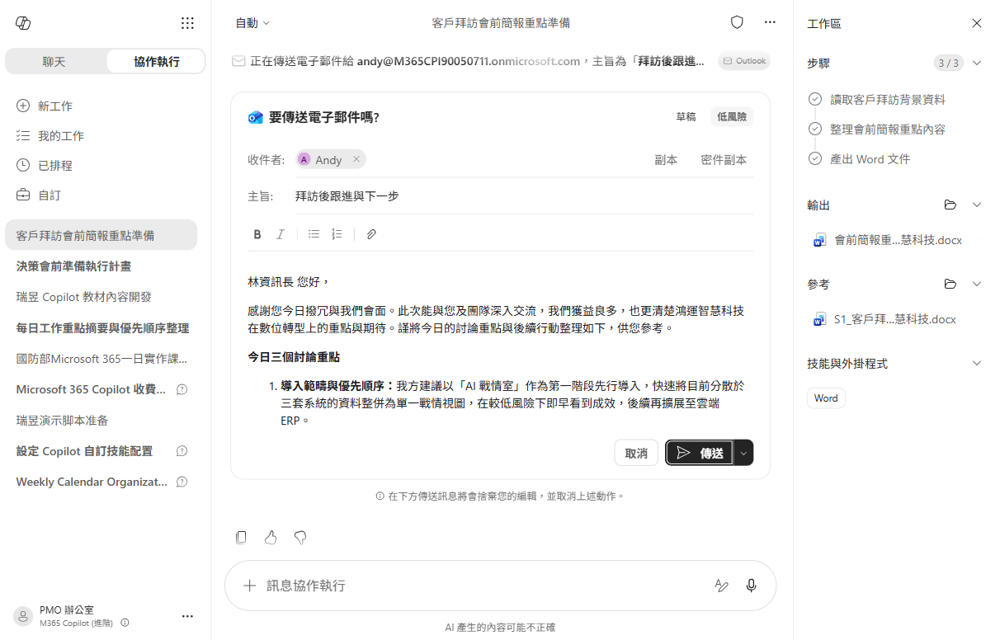 自動
客戶拜訪會前簡報重點準備
聊天
協作執行
新工作
我的工作
已排程
自訂
客戶拜訪會前簡報重點準備
決策會前準備執行計畫
瑞昱 Copilot 教材內容開發
每日工作重點摘要與優先順序整理
國防部Microsoft 365一日實作課...
Microsoft 365 Copilot 收費...
瑞昱演示脚本准备
設定 Copilot 自訂技能配置
Weekly Calendar Organizat...
PMO 辦公室
M365 Copilot (進階)
正在傳送電子郵件給 andy@M365CPI90050711.onmicrosoft.com，主旨為「拜訪後跟進...
Outlook
要傳送電子郵件嗎?
草稿
低風險
收件者:
A
Andy
副本
密件副本
主旨:
拜訪後跟進與下一步
B I
林資訊長 您好，
感謝您今日撥冗與我們會面。此次能與您及團隊深入交流，我們獲益良多，也更清楚鴻運智慧科技
在數位轉型上的重點與期待。謹將今日的討論重點與後續行動整理如下，供您參考。
今日三個討論重點
1. 導入範疇與優先順序：我方建議以「AI 戰情室」作為第一階段先行導入，快速將目前分散於
三套系統的資料整併為單一戰情視圖，在較低風險下即早看到成效，後續再擴展至雲端
ERP。
取消
傳送
在下方傳送訊息將會捨棄您的編輯，並取消上述動作。
訊息協作執行
AI 產生的內容可能不正確
工作區
步驟
3 / 3
讀取客戶拜訪背景資料
整理會前簡報重點內容
產出 Word 文件
輸出
會前簡報重...慧科技.docx
參考
S1_客戶拜...慧科技.docx
技能與外掛程式
Word